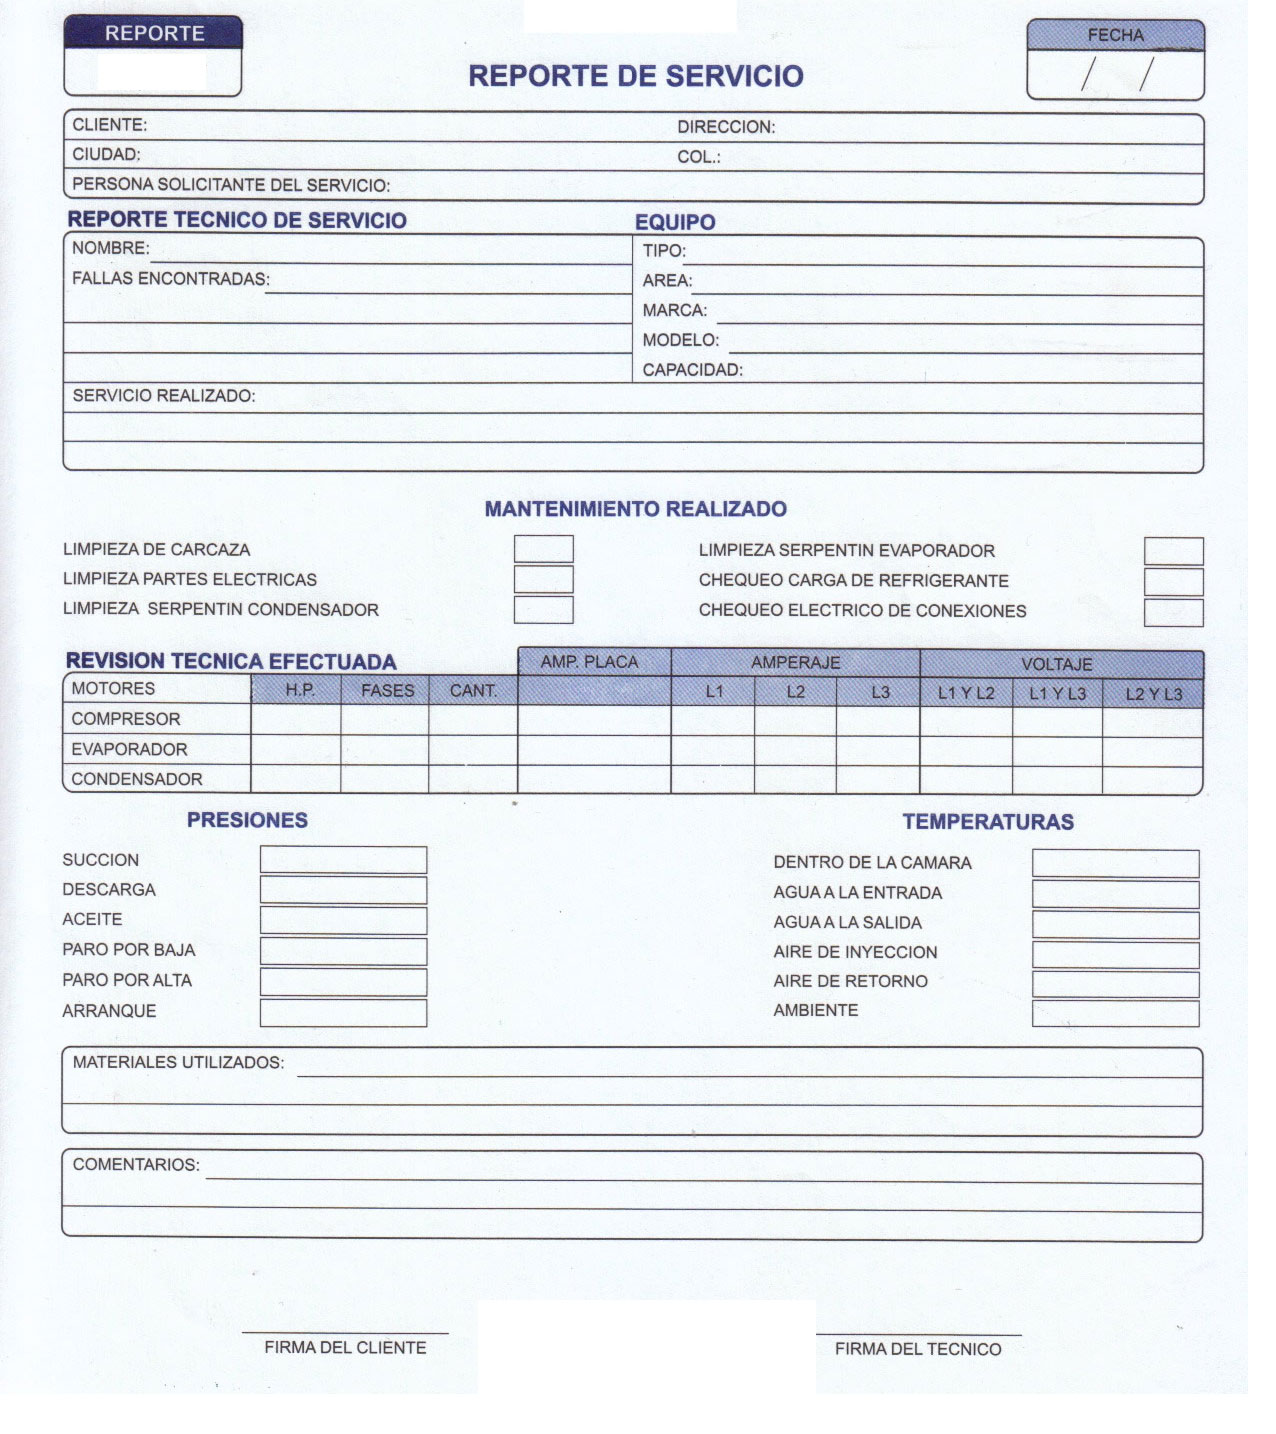 REPORTE
FECHA
/ /
REPORTE DE SERVICIO
CLIENTE: DIRECCION:
CIUDAD: COL.:
PERSONA SOLICITANTE DEL SERVICIO:
REPORTE TECNICO DE SERVICIO EQUIPO
NOMBRE: TIPO:
FALLAS ENCONTRADAS: AREA:
MARCA:
MODELO:
CAPACIDAD:
SERVICIO REALIZADO:
MANTENIMIENTO REALIZADO
LIMPIEZA DE CARCAZA LIMPIEZA SERPENTIN EVAPORADOR
LIMPIEZA PARTES ELECTRICAS CHEQUEO CARGA DE REFRIGERANTE
LIMPIEZA SERPENTIN CONDENSADOR CHEQUEO ELECTRICO DE CONEXIONES
REVISION TECNICA EFECTUADA AMP. PLACA AMPERAJE VOLTAJE
MOTORES H.P. FASES CANT. L1 L2 L3 L1 Y L2 L1 Y L3 L2 Y L3
COMPRESOR
EVAPORADOR
CONDENSADOR
PRESIONES TEMPERATURAS
SUCCION DENTRO DE LA CAMARA
DESCARGA AGUA A LA ENTRADA
ACEITE AGUA A LA SALIDA
PARO POR BAJA AIRE DE INYECCION
PARO POR ALTA AIRE DE RETORNO
ARRANQUE AMBIENTE
MATERIALES UTILIZADOS:
COMENTARIOS:
FIRMA DEL CLIENTE FIRMA DEL TECNICO